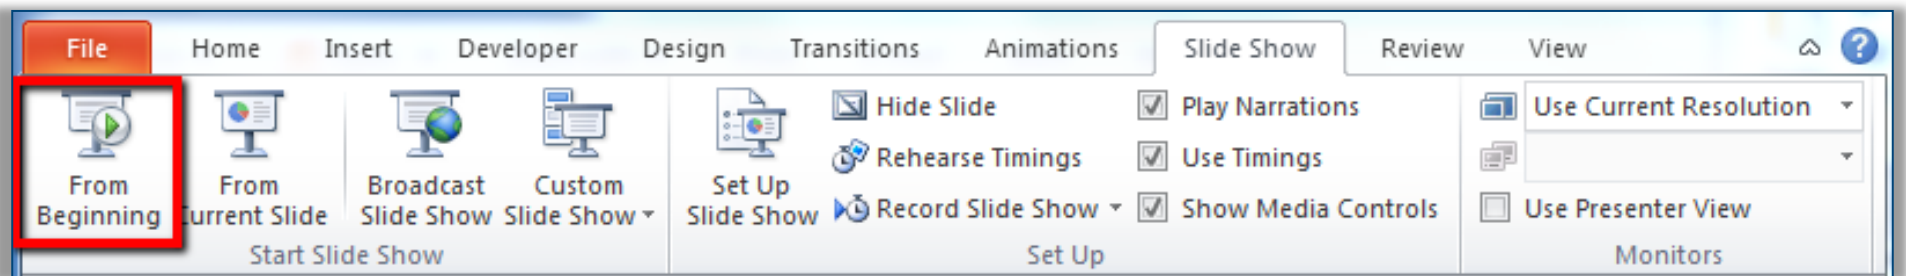 File Home Insert Developer Design Transitions Animations Slide Show Review View
From Beginning
From Current Slide
Broadcast Slide Show
Custom Slide Show
Set Up Slide Show
Hide Slide
Rehearse Timings
Record Slide Show
Play Narrations
Use Timings
Show Media Controls
Use Current Resolution
Use Presenter View
Start Slide Show
Set Up
Monitors